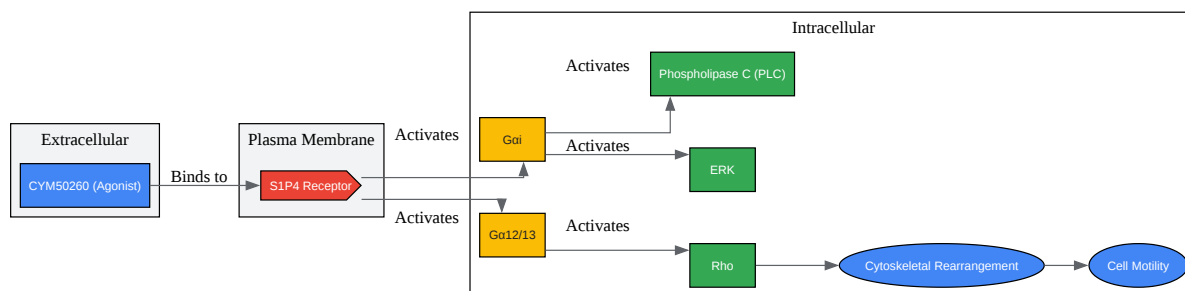 Intracellular
Activates
Phospholipase C (PLC)
Extracellular
Plasma Membrane
Activates
Gαi
Activates
ERK
CYM50260 (Agonist)
Binds to
S1P4 Receptor
Activates
Gα12/13
Activates
Rho
Cytoskeletal Rearrangement
Cell Motility